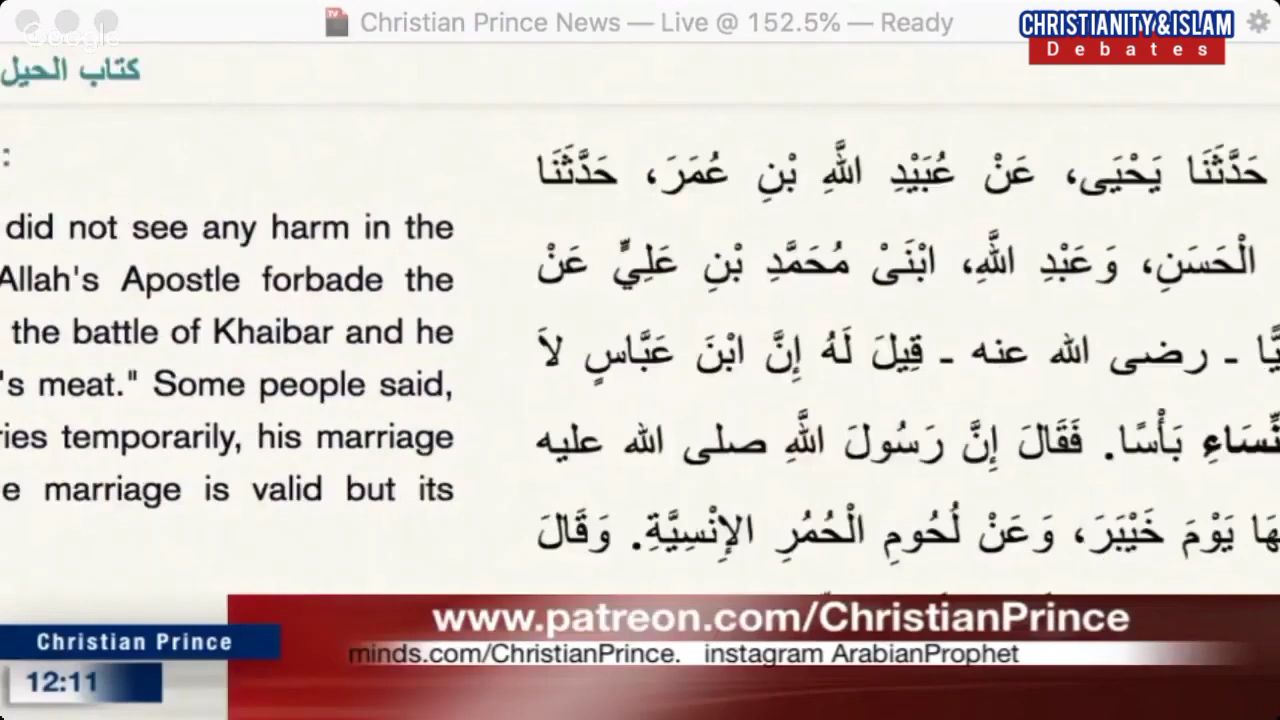 Christian Prince News — Live @ 152.5% — Ready
Google
CHRISTIANITY&ISLAM
Debates
كتاب الحيل
:
did not see any harm in the
Allah's Apostle forbade the
the battle of Khaibar and he
's meat." Some people said,
ries temporarily, his marriage
e marriage is valid but its
حَدَّثَنَا يَحْيَى، عَنْ عُبَيْدِ اللَّهِ بْنِ عُمَرَ، حَدَّثَنَا
الْحَسَنِ، وَعَبْدِ اللَّهِ، ابْنَىْ مُحَمَّدِ بْنِ عَلِيٍّ عَنْ
يًّا ـ رضى الله عنه ـ قِيلَ لَهُ إِنَّ ابْنَ عَبَّاسٍ لاَ
نِّسَاءِ بَأْسًا. فَقَالَ إِنَّ رَسُولَ اللَّهِ صلى الله عليه
هَا يَوْمَ خَيْبَرَ، وَعَنْ لُحُومِ الْحُمُرِ الإِنْسِيَّةِ. وَقَالَ
www.patreon.com/ChristianPrince
Christian Prince
minds.com/ChristianPrince. instagram ArabianProphet
12:11